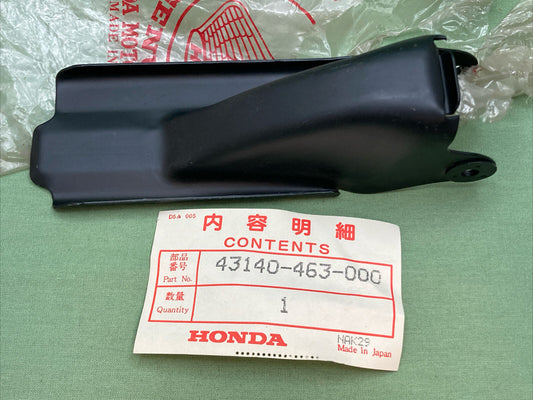 DSA 005
内容明細
CONTENTS
部品
番号
Part No.
43140-463-000
数量
Quantity
1
HONDA
NAK29
Made in Japan